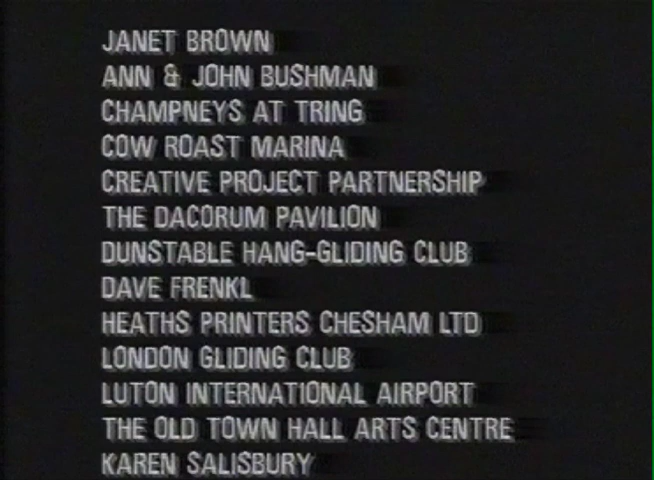 JANET BROWN
ANN & JOHN BUSHMAN
CHAMPNEYS AT TRING
COW ROAST MARINA
CREATIVE PROJECT PARTNERSHIP
THE DACORUM PAVILION
DUNSTABLE HANG-GLIDING CLUB
DAVE FRENKL
HEATHS PRINTERS CHESHAM LTD
LONDON GLIDING CLUB
LUTON INTERNATIONAL AIRPORT
THE OLD TOWN HALL ARTS CENTRE
KAREN SALISBURY